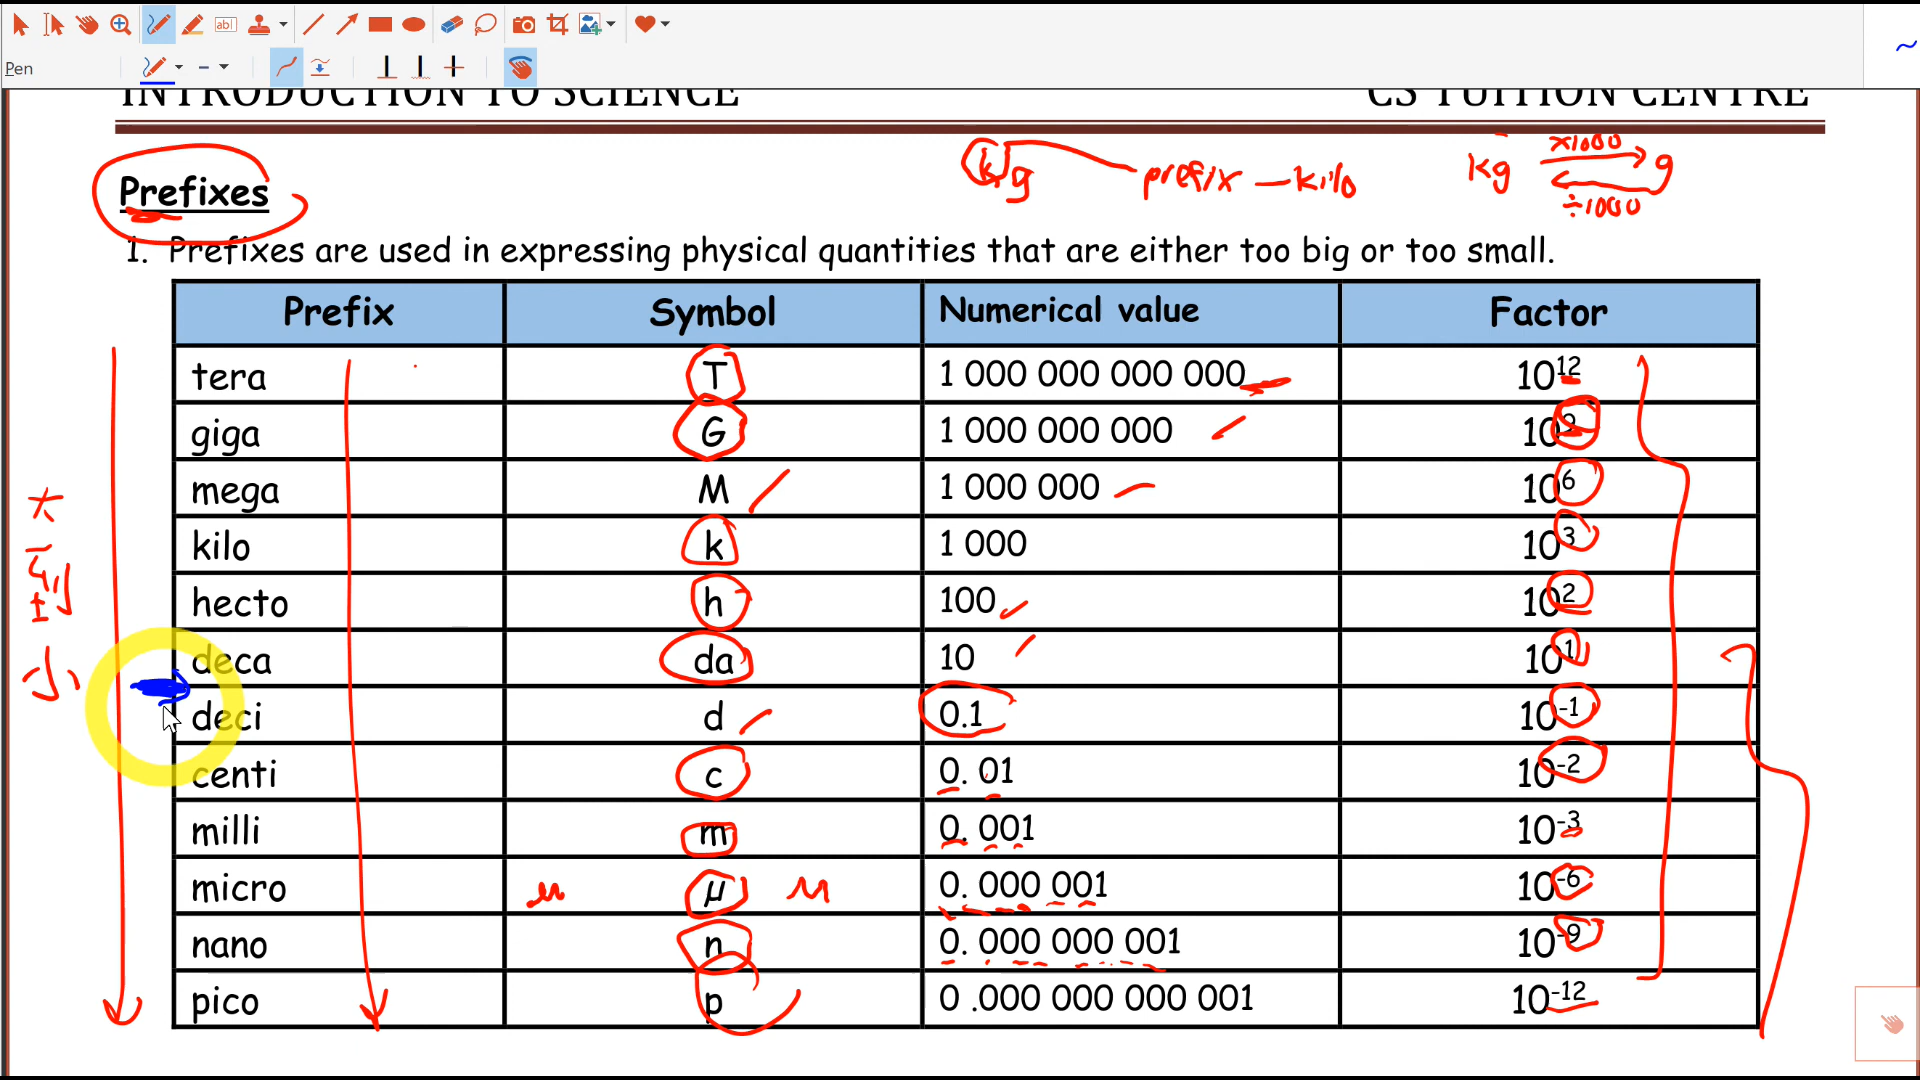 ab|
Pen
INTRODUCTION TO SCIENCE CS TUITION CENTRE
kg prefix – kilo kg ×1000 g
÷1000
Prefixes
1. Prefixes are used in expressing physical quantities that are either too big or too small.
Prefix Symbol Numerical value Factor
tera T 1 000 000 000 000 10¹²
giga G 1 000 000 000 10⁹
mega M 1 000 000 10⁶
kilo k 1 000 10³
hecto h 100 10²
deca da 10 10¹
deci d 0.1 10⁻¹
centi c 0. 01 10⁻²
milli m 0. 001 10⁻³
micro µ µ µ 0. 000 001 10⁻⁶
nano n 0. 000 000 001 10⁻⁹
pico p 0 .000 000 000 001 10⁻¹²
大
到
小